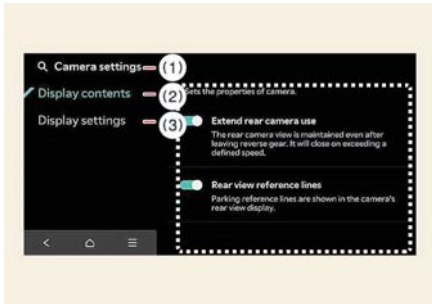 Camera settings (1)
Display contents (2)
Display settings (3)
Sets the properties of camera.
Extend rear camera use
The rear camera view is maintained even after
leaving reverse gear. It will close on exceeding a
defined speed.
Rear view reference lines
Parking reference lines are shown in the camera's
rear view display.